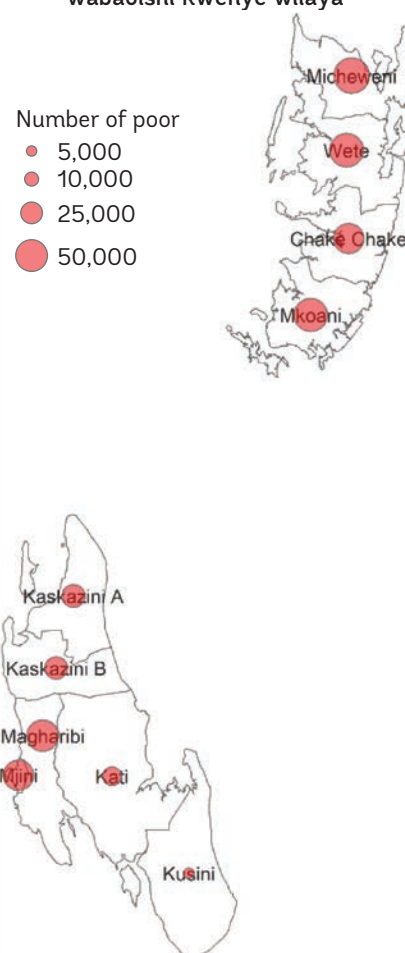 wabaoishi kwenye wilaya
Micheweni
Number of poor
5,000
10,000
25,000
50,000
Wete
Chake Chake
Mkoani
Kaskazini A
Kaskazini B
Magharibi
Mjini
Kati
Kusini